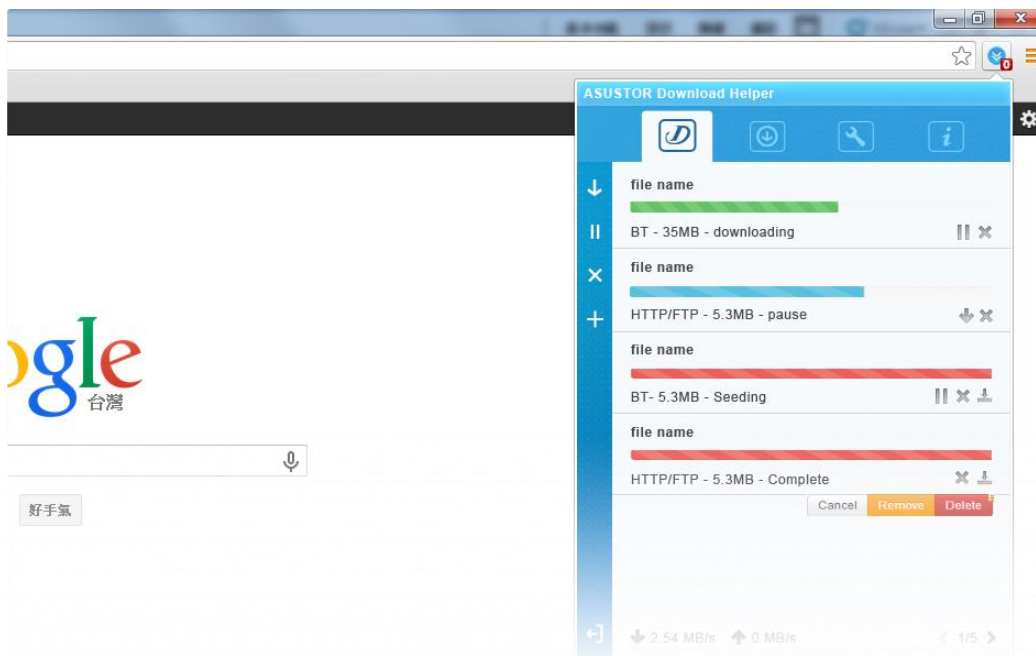 0
ASUSTOR Download Helper
file name
BT - 35MB - downloading
file name
HTTP/FTP - 5.3MB - pause
file name
BT- 5.3MB - Seeding
file name
HTTP/FTP - 5.3MB - Complete
Cancel Remove Delete
2.54 MB/s 0 MB/s 1/5
ogle
台灣
好手氣